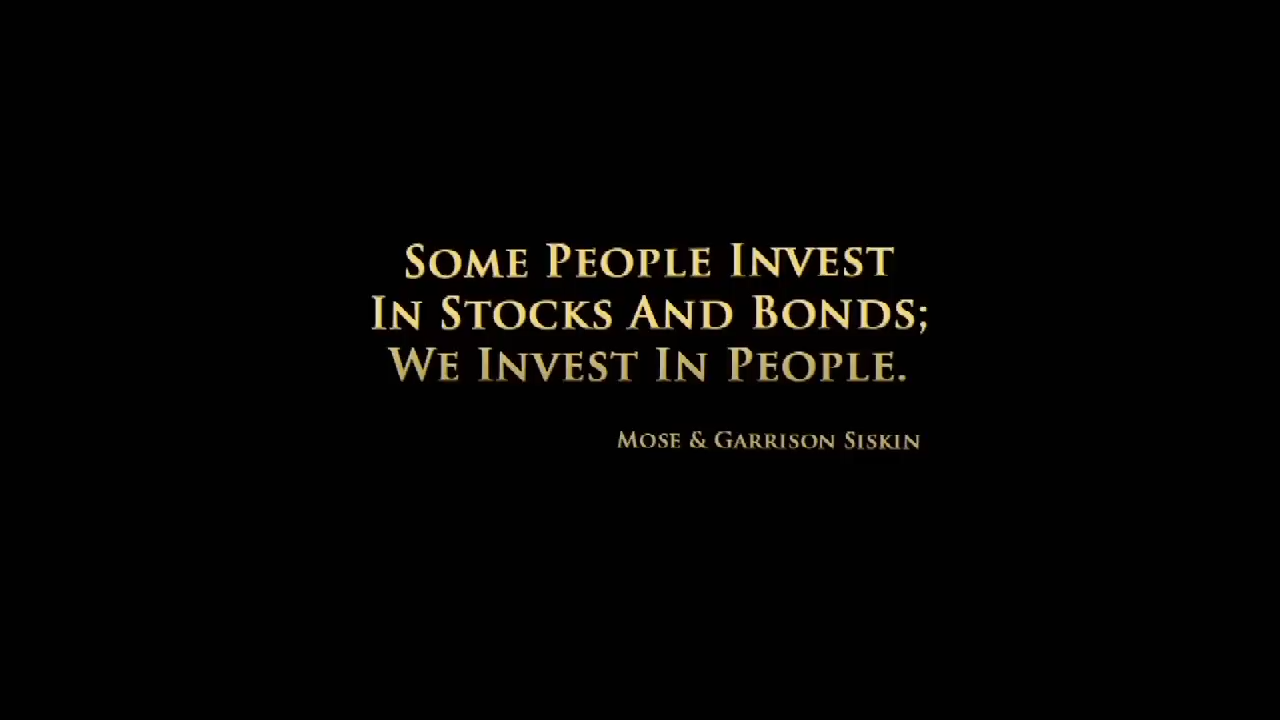 Some People Invest
In Stocks And Bonds;
We Invest In People.
Mose & Garrison Siskin